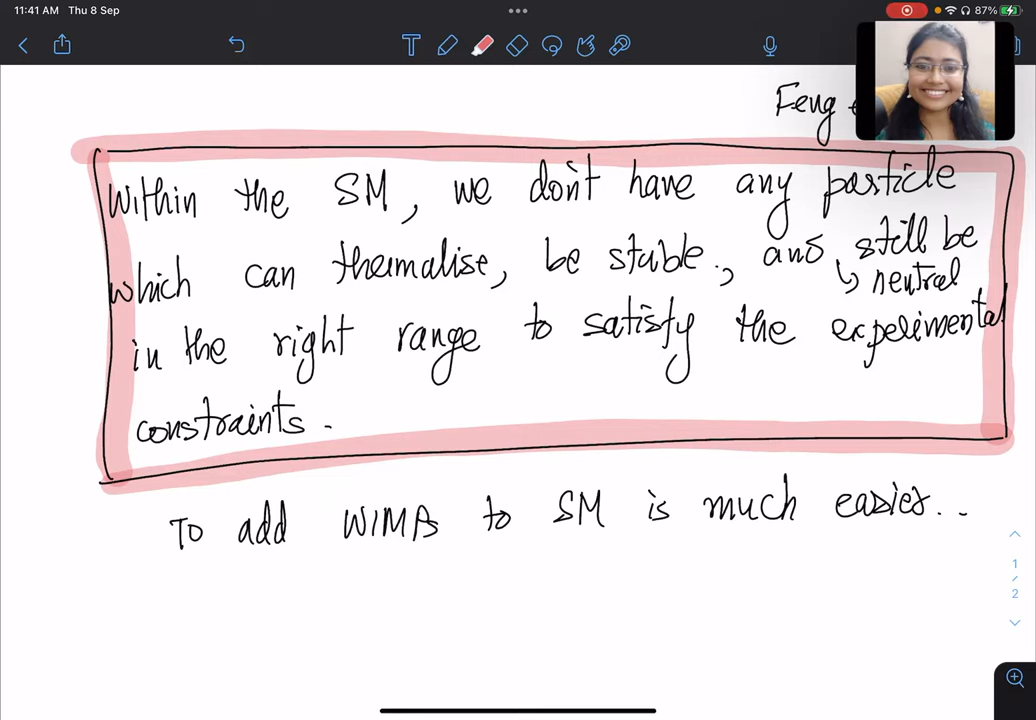 11:41 AM Thu 8 Sep
87%
Feng
Within the SM, we don't have any particle
which can thermalise, be stable., and still be
↳ neutral
in the right range to satisfy the experimental
constraints.
To add WIMPs to SM is much easier..
1
/
2